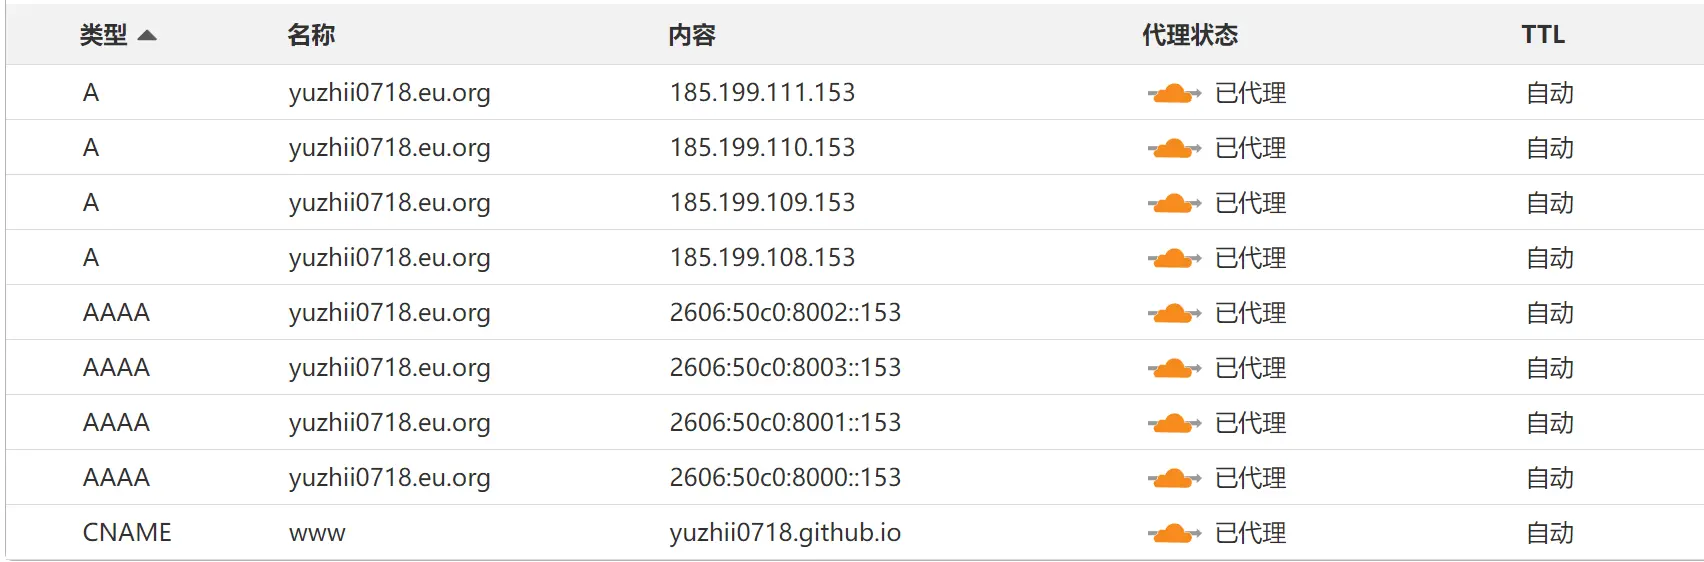 类型 名称 内容 代理状态 TTL
A yuzhii0718.eu.org 185.199.111.153 已代理 自动
A yuzhii0718.eu.org 185.199.110.153 已代理 自动
A yuzhii0718.eu.org 185.199.109.153 已代理 自动
A yuzhii0718.eu.org 185.199.108.153 已代理 自动
AAAA yuzhii0718.eu.org 2606:50c0:8002::153 已代理 自动
AAAA yuzhii0718.eu.org 2606:50c0:8003::153 已代理 自动
AAAA yuzhii0718.eu.org 2606:50c0:8001::153 已代理 自动
AAAA yuzhii0718.eu.org 2606:50c0:8000::153 已代理 自动
CNAME www yuzhii0718.github.io 已代理 自动